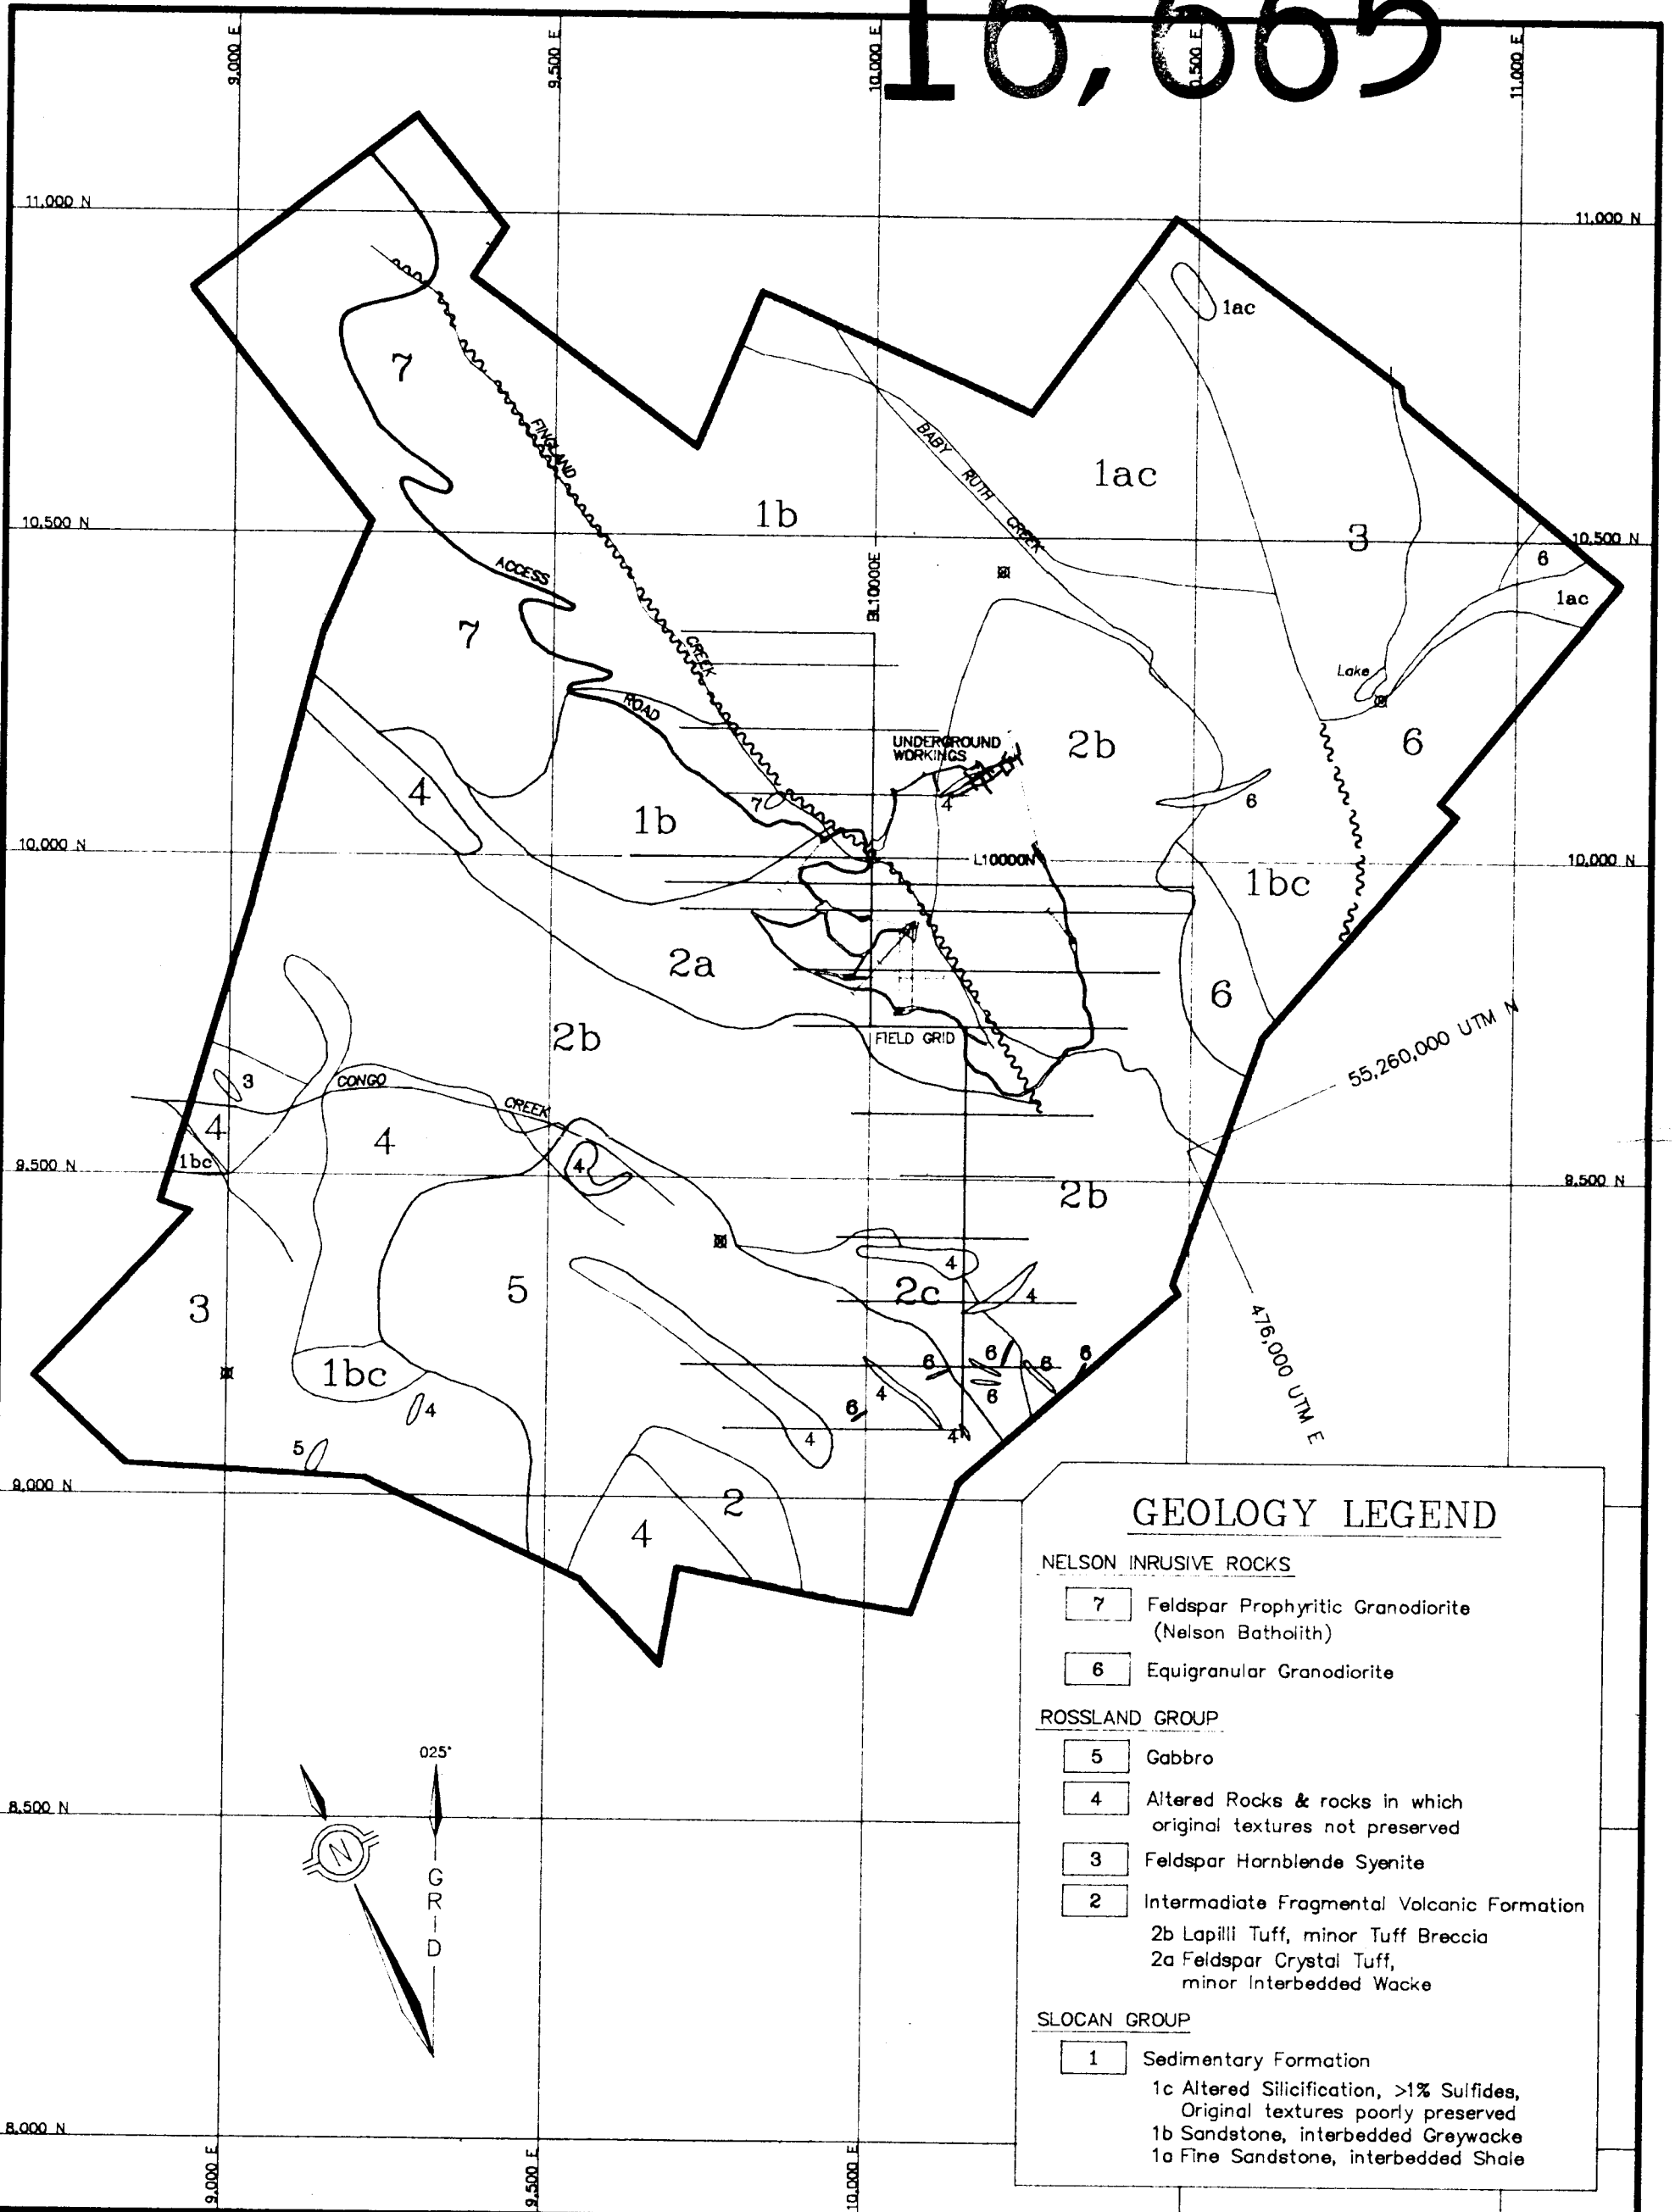 16,665
9,000 E
9,500 E
10,000 E
10,500 E
11,000 E
11,000 N
11,000 N
1ac
7
FINGLAND
BABY RUTH CREEK
1ac
1b
3
10,500 N
10,500 N
6
ACCESS
BL10000E
1ac
7
CREEK
Lake
ROAD
UNDERGROUND
WORKINGS
2b
6
4
7
4
6
1b
10,000 N
L10000N
10,000 N
1bc
2a
6
2b
FIELD GRID
55,260,000 UTM N
3
CONGO
CREEK
4
4
1bc
4
9,500 N
9,500 N
2b
4
5
2c
4
3
476,000 UTM E
1bc
6
6
6
6
6
4
4
6
5
4
4
9,000 N
2
4
GEOLOGY LEGEND
NELSON INRUSIVE ROCKS
7 Feldspar Prophyritic Granodiorite
(Nelson Batholith)
6 Equigranular Granodiorite
ROSSLAND GROUP
5 Gabbro
4 Altered Rocks & rocks in which
original textures not preserved
3 Feldspar Hornblende Syenite
2 Intermadiate Fragmental Volcanic Formation
2b Lapilli Tuff, minor Tuff Breccia
2a Feldspar Crystal Tuff,
minor Interbedded Wacke
SLOCAN GROUP
1 Sedimentary Formation
1c Altered Silicification, >1% Sulfides,
Original textures poorly preserved
1b Sandstone, interbedded Greywacke
1a Fine Sandstone, interbedded Shale
025°
8,500 N
N
GRID
8,000 N
9,000 E
9,500 E
10,000 E